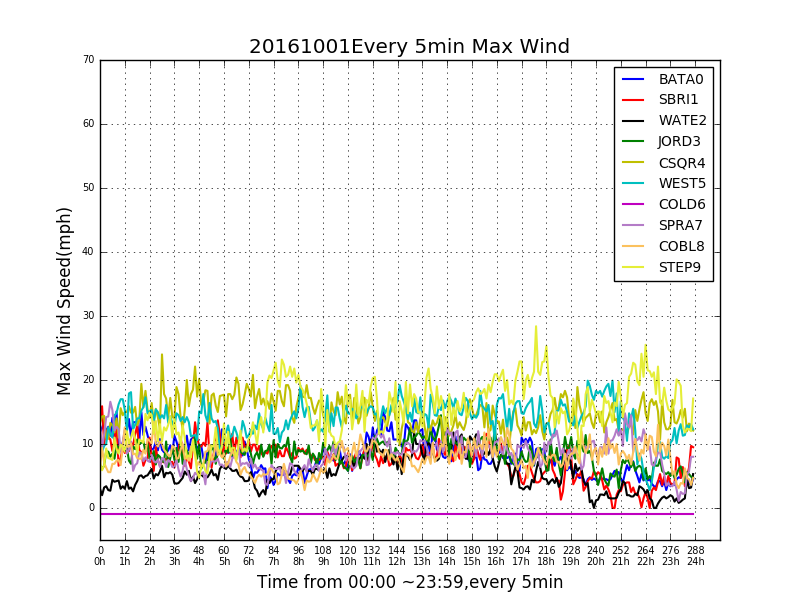 20161001Every 5min Max Wind
Max Wind Speed(mph)
70
60
50
40
30
20
10
0
BATA0
SBRI1
WATE2
JORD3
CSQR4
WEST5
COLD6
SPRA7
COBL8
STEP9
0 12 24 36 48 60 72 84 96 108 120 132 144 156 168 180 192 204 216 228 240 252 264 276 288
0h 1h 2h 3h 4h 5h 6h 7h 8h 9h 10h 11h 12h 13h 14h 15h 16h 17h 18h 19h 20h 21h 22h 23h 24h
Time from 00:00 ~23:59,every 5min